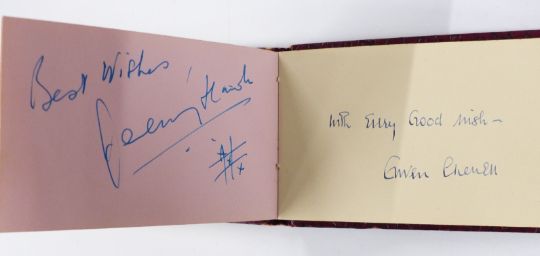 Best Wishes,
With Every Good Wish -
Gwen Cherrell